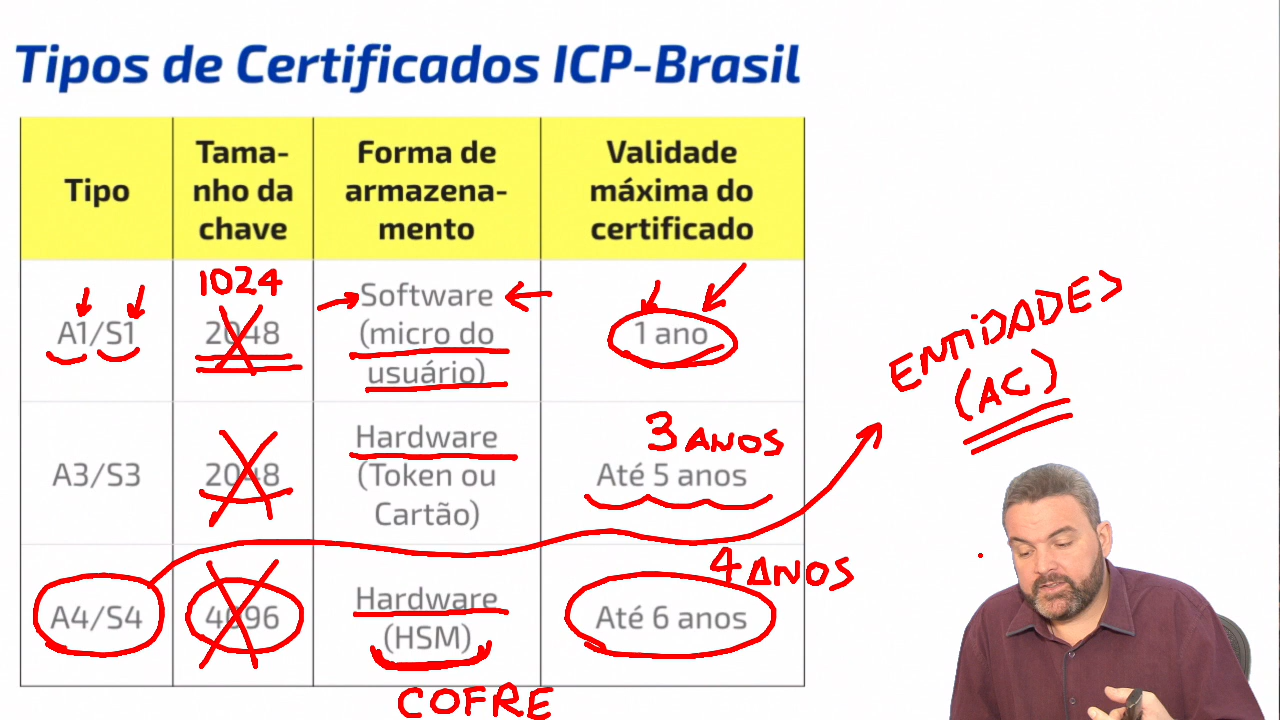 Tipos de Certificados ICP-Brasil
Tipo
Tama-
nho da
chave
Forma de
armazena-
mento
Validade
máxima do
certificado
A1/S1
1024
2048
Software
(micro do
usuário)
1 ano
A3/S3
2048
Hardware
(Token ou
Cartão)
3 ANOS
Até 5 anos
A4/S4
4096
Hardware
(HSM)
COFRE
4 ANOS
Até 6 anos
ENTIDADES
(AC)